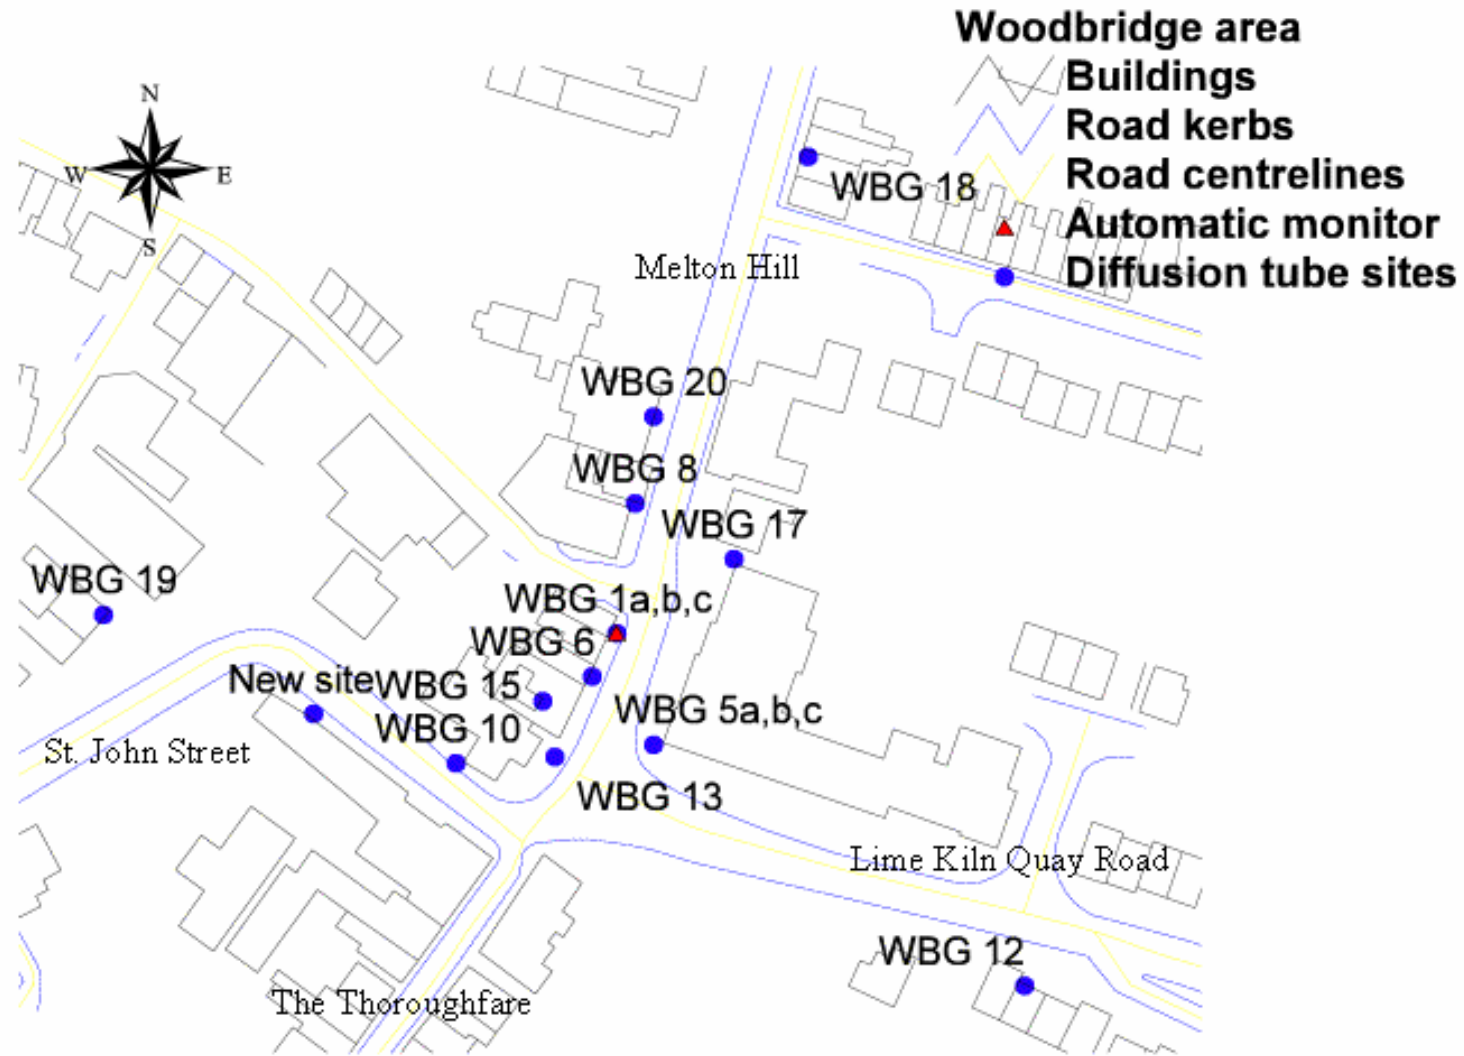 Woodbridge area
Buildings
Road kerbs
Road centrelines
Automatic monitor
Diffusion tube sites
N
W
E
S
WBG 18
Melton Hill
WBG 20
WBG 8
WBG 17
WBG 19
WBG 1a,b,c
WBG 6
New site
WBG 15
WBG 5a,b,c
WBG 10
St. John Street
WBG 13
Lime Kiln Quay Road
WBG 12
The Thoroughfare